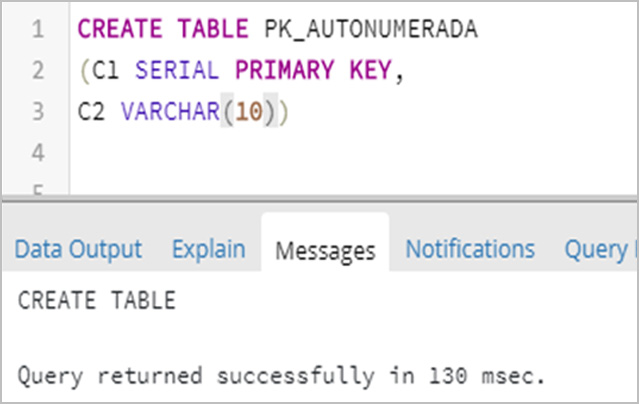 1 CREATE TABLE PK_AUTONUMERADA
2 (C1 SERIAL PRIMARY KEY,
3 C2 VARCHAR(10))
4
5
Data Output Explain Messages Notifications Query
CREATE TABLE
Query returned successfully in 130 msec.